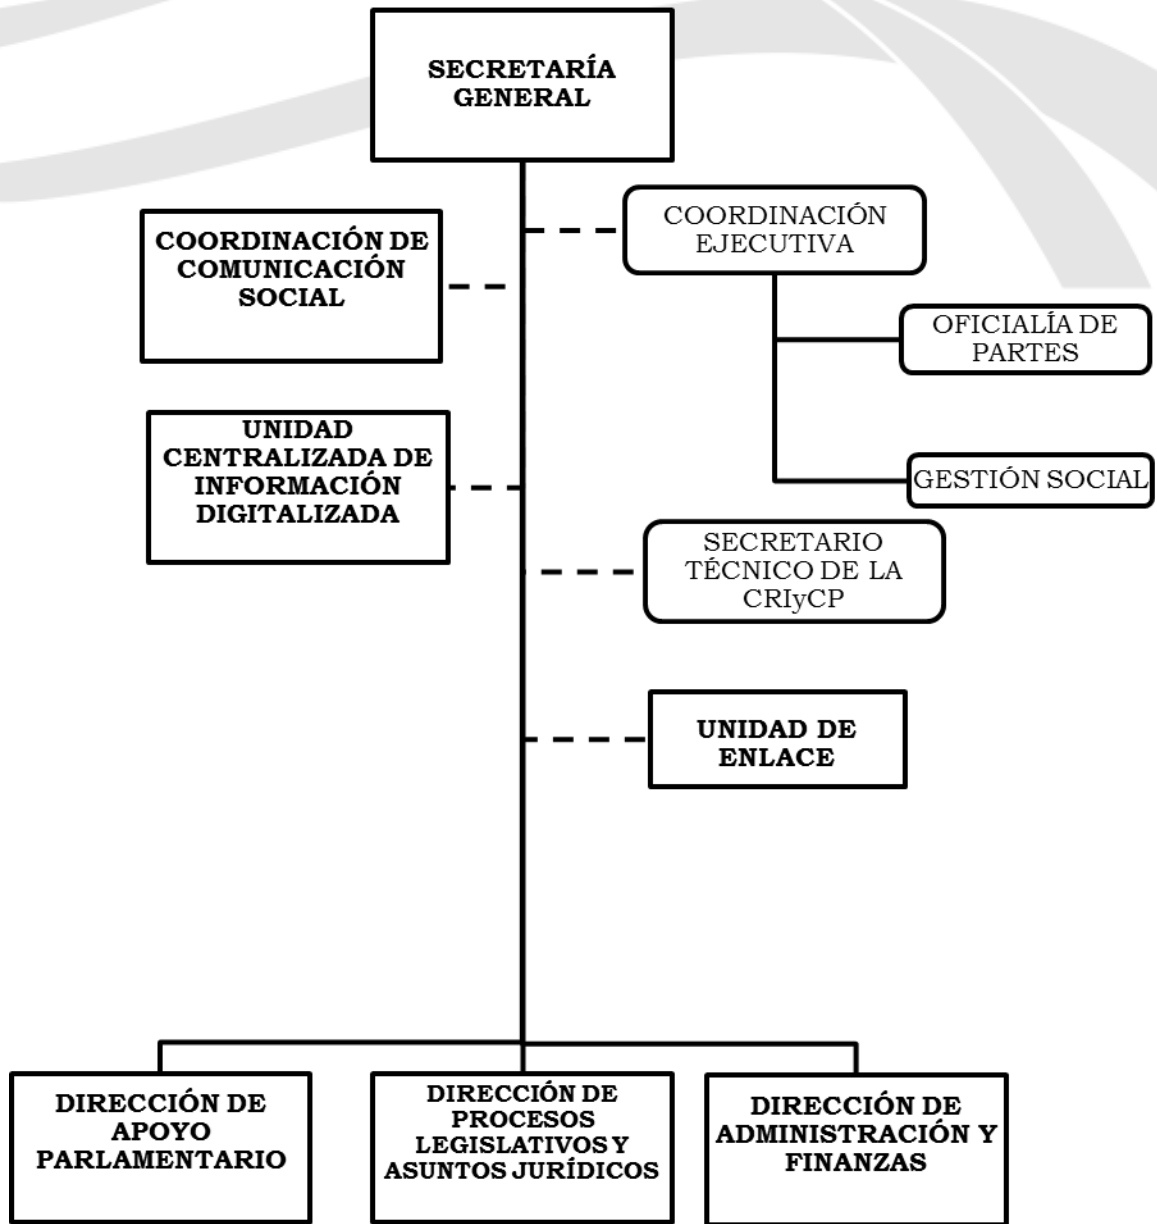 SECRETARÍA
GENERAL
COORDINACIÓN
EJECUTIVA
COORDINACIÓN DE
COMUNICACIÓN
SOCIAL
OFICIALÍA DE
PARTES
UNIDAD
CENTRALIZADA DE
INFORMACIÓN
DIGITALIZADA
GESTIÓN SOCIAL
SECRETARIO
TÉCNICO DE LA
CRIyCP
UNIDAD DE
ENLACE
DIRECCIÓN DE
APOYO
PARLAMENTARIO
DIRECCIÓN DE
PROCESOS
LEGISLATIVOS Y
ASUNTOS JURÍDICOS
DIRECCIÓN DE
ADMINISTRACIÓN Y
FINANZAS